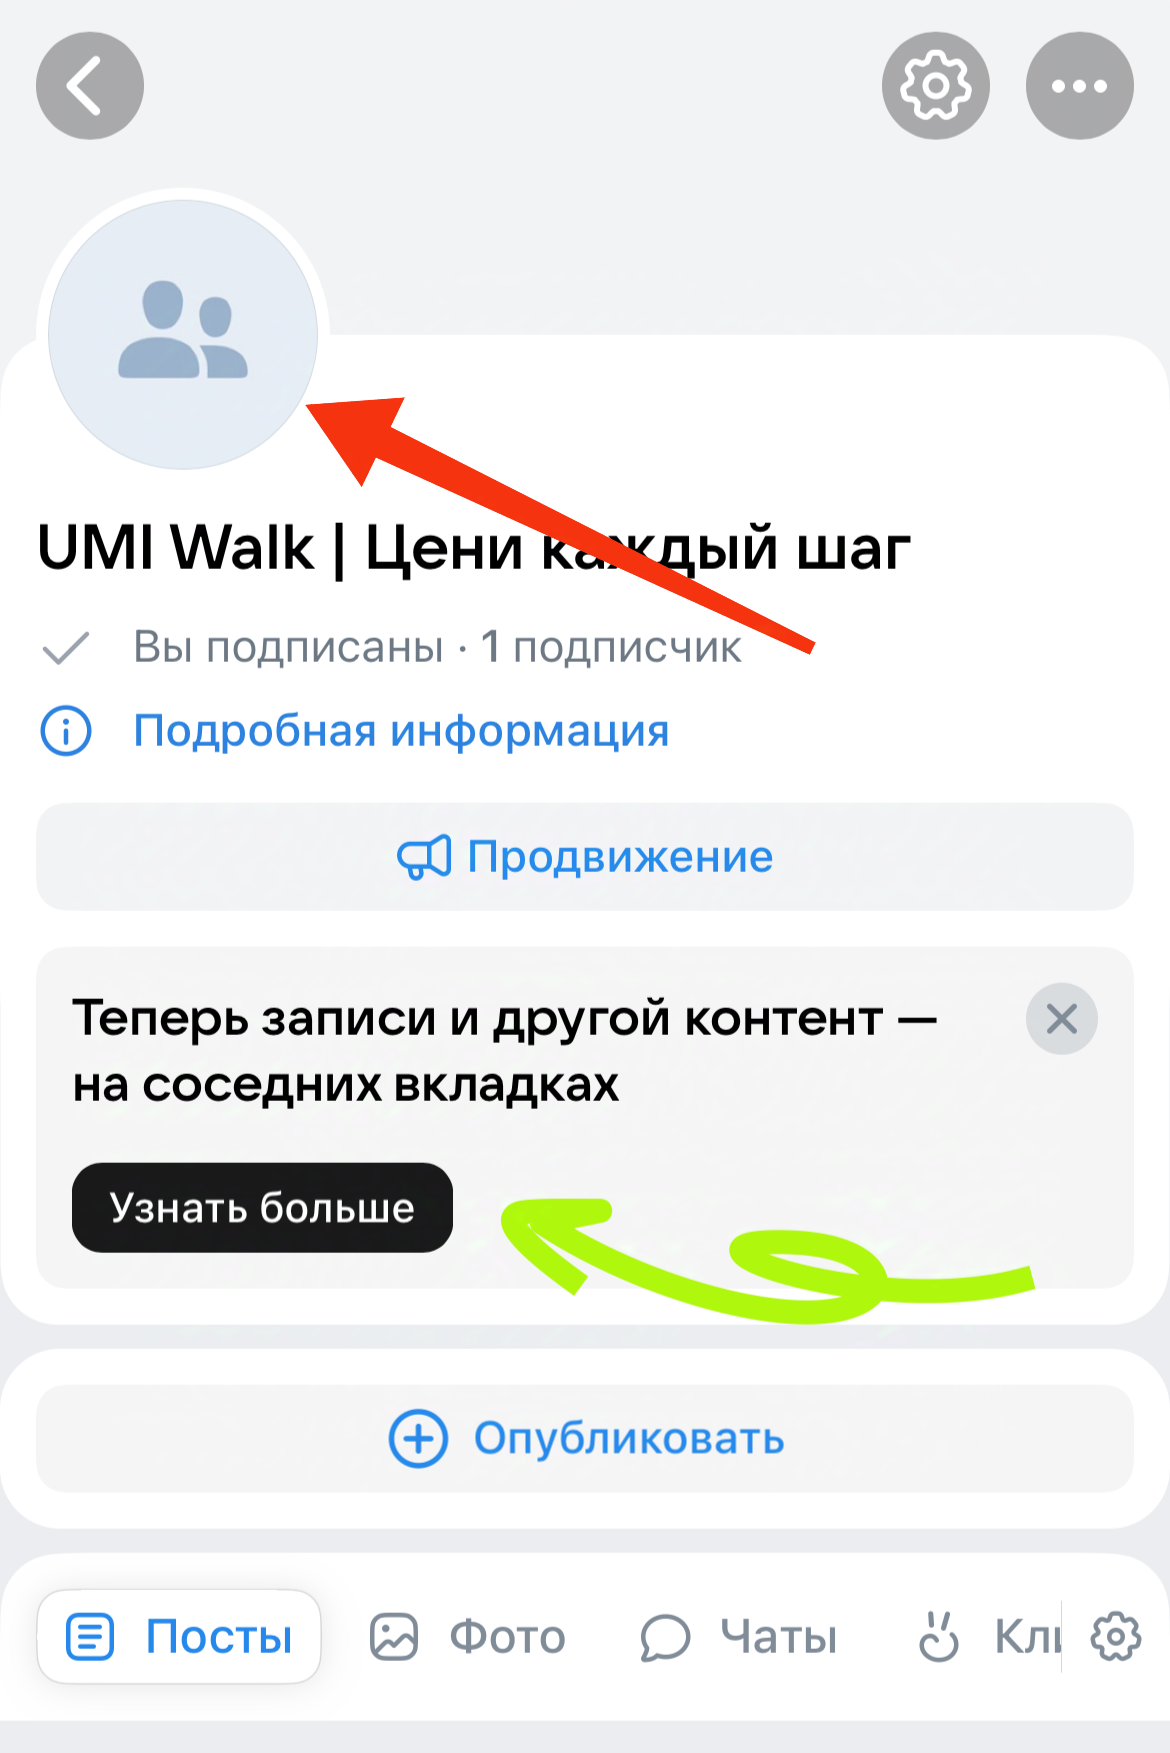 UMI Walk | Цени каждый шаг
Вы подписаны · 1 подписчик
Подробная информация
Продвижение
Теперь записи и другой контент —
на соседних вкладках
Узнать больше
Опубликовать
Посты Фото Чаты Кли